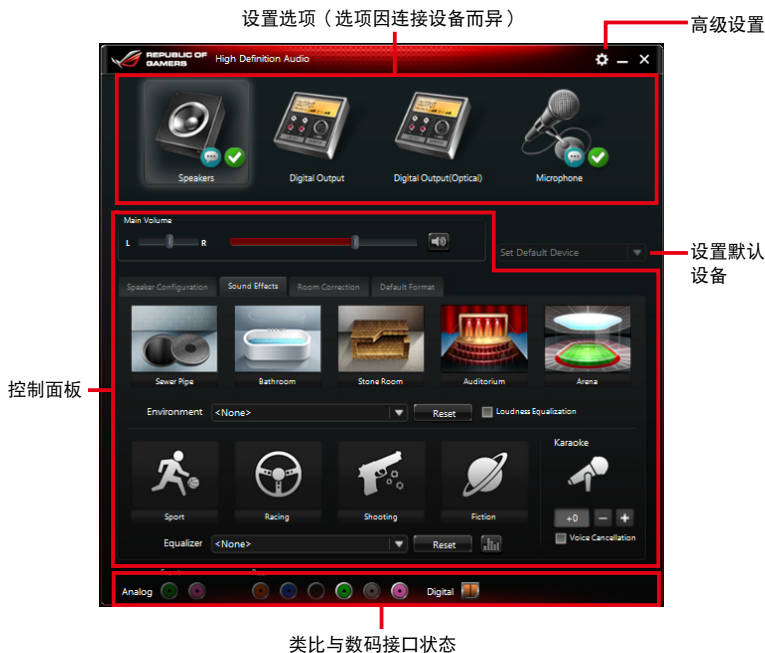 设置选项（选项因连接设备而异）
高级设置
REPUBLIC OF
GAMERS
High Definition Audio
Speakers
Digital Output
Digital Output(Optical)
Microphone
Main Volume
L
R
Set Default Device
设置默认
设备
Speaker Configuration
Sound Effects
Room Correction
Default Format
控制面板
Sewer Pipe
Bathroom
Stone Room
Auditorium
Arena
Environment
<None>
Reset
Loudness Equalization
Karaoke
Sport
Racing
Shooting
Fiction
+0
Equalizer
<None>
Reset
Voice Cancellation
Analog
Digital
类比与数码接口状态